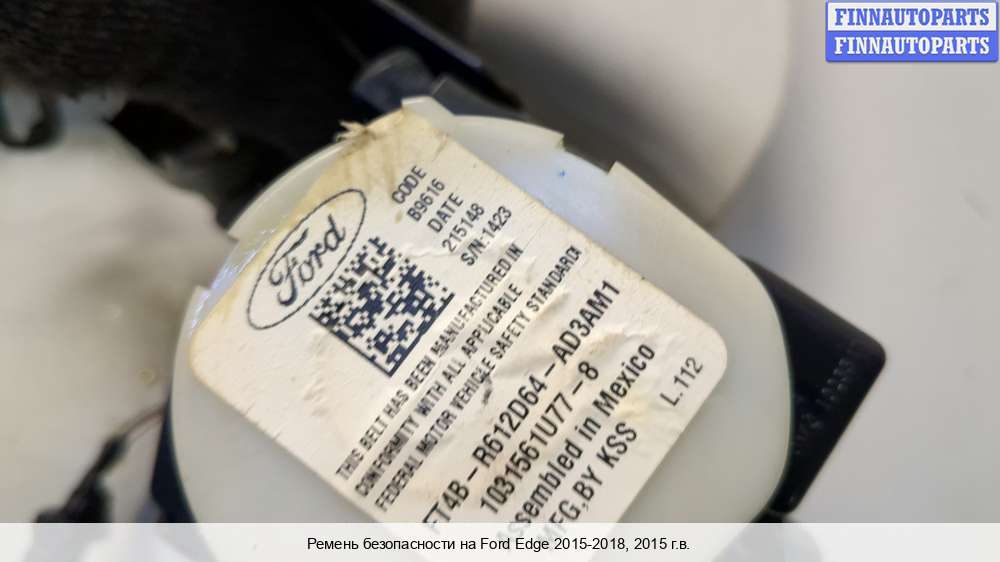 FINNAUTOPARTS
FINNAUTOPARTS
Ford
CODE
B9616
DATE
215148
S/N:1423
THIS BELT HAS BEEN MANUFACTURED IN
CONFORMITY WITH ALL APPLICABLE
FEDERAL MOTOR VEHICLE SAFETY STANDARD
FT4B-R612D64-AD3AM1
1031561U77-8
Assembled in Mexico
MFG,BY KSS
L.112
Ремень безопасности на Ford Edge 2015-2018, 2015 г.в.